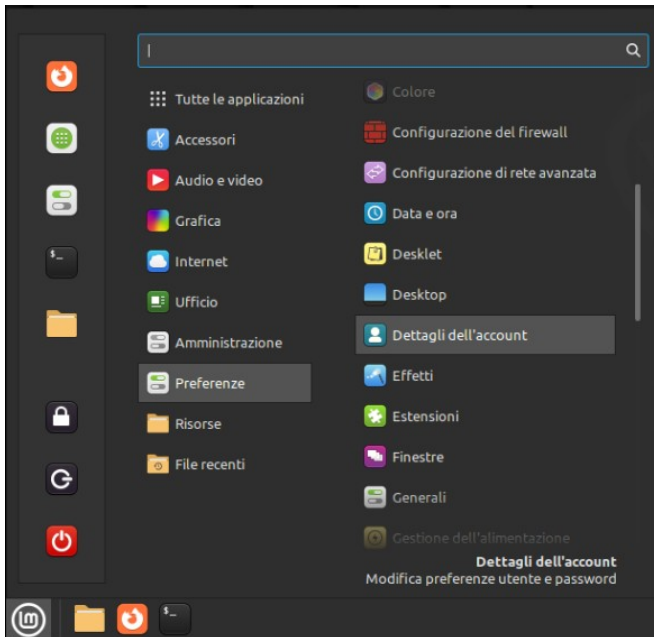 Tutte le applicazioni
Accessori
Audio e video
Grafica
Internet
Ufficio
Amministrazione
Preferenze
Risorse
File recenti
Colore
Configurazione del firewall
Configurazione di rete avanzata
Data e ora
Desklet
Desktop
Dettagli dell'account
Effetti
Estensioni
Finestre
Generali
Gestione dell'alimentazione
Dettagli dell'account
Modifica preferenze utente e password
$_
$_